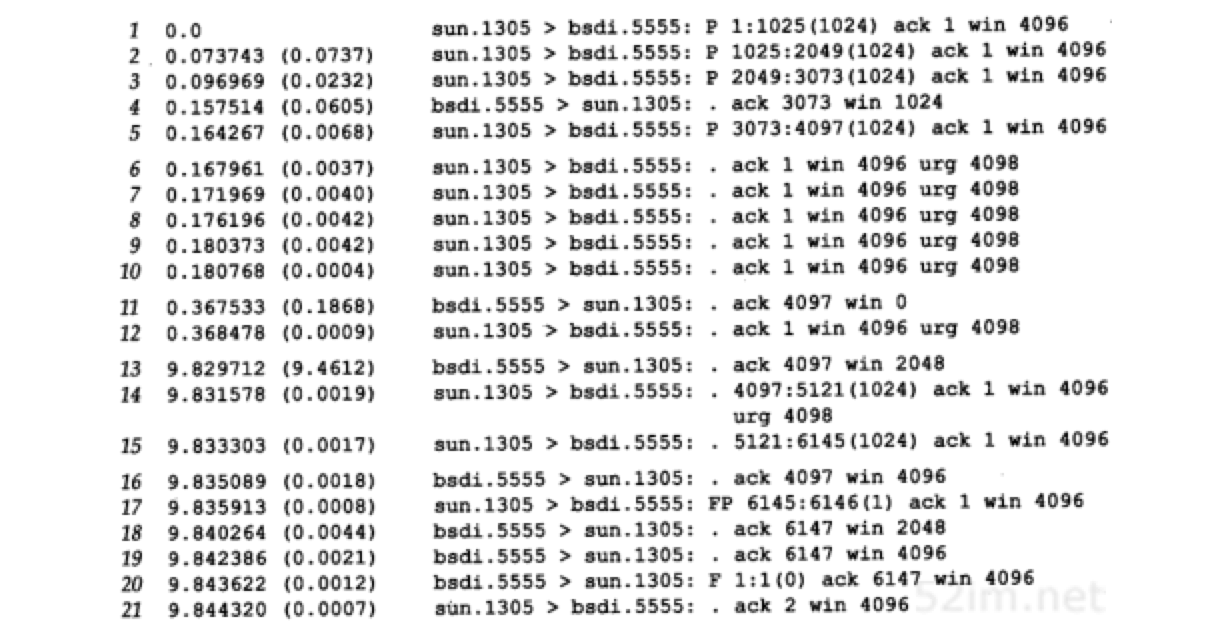 1 0.0 sun.1305 > bsdi.5555: P 1:1025(1024) ack 1 win 4096
2 0.073743 (0.0737) sun.1305 > bsdi.5555: P 1025:2049(1024) ack 1 win 4096
3 0.096969 (0.0232) sun.1305 > bsdi.5555: P 2049:3073(1024) ack 1 win 4096
4 0.157514 (0.0605) bsdi.5555 > sun.1305: . ack 3073 win 1024
5 0.164267 (0.0068) sun.1305 > bsdi.5555: P 3073:4097(1024) ack 1 win 4096
6 0.167961 (0.0037) sun.1305 > bsdi.5555: . ack 1 win 4096 urg 4098
7 0.171969 (0.0040) sun.1305 > bsdi.5555: . ack 1 win 4096 urg 4098
8 0.176196 (0.0042) sun.1305 > bsdi.5555: . ack 1 win 4096 urg 4098
9 0.180373 (0.0042) sun.1305 > bsdi.5555: . ack 1 win 4096 urg 4098
10 0.180768 (0.0004) sun.1305 > bsdi.5555: . ack 1 win 4096 urg 4098
11 0.367533 (0.1868) bsdi.5555 > sun.1305: . ack 4097 win 0
12 0.368478 (0.0009) sun.1305 > bsdi.5555: . ack 1 win 4096 urg 4098
13 9.829712 (9.4612) bsdi.5555 > sun.1305: . ack 4097 win 2048
14 9.831578 (0.0019) sun.1305 > bsdi.5555: . 4097:5121(1024) ack 1 win 4096
urg 4098
15 9.833303 (0.0017) sun.1305 > bsdi.5555: . 5121:6145(1024) ack 1 win 4096
16 9.835089 (0.0018) bsdi.5555 > sun.1305: . ack 4097 win 4096
17 9.835913 (0.0008) sun.1305 > bsdi.5555: FP 6145:6146(1) ack 1 win 4096
18 9.840264 (0.0044) bsdi.5555 > sun.1305: . ack 6147 win 2048
19 9.842386 (0.0021) bsdi.5555 > sun.1305: . ack 6147 win 4096
20 9.843622 (0.0012) bsdi.5555 > sun.1305: F 1:1(0) ack 6147 win 4096
21 9.844320 (0.0007) sun.1305 > bsdi.5555: . ack 2 win 4096
52im.net